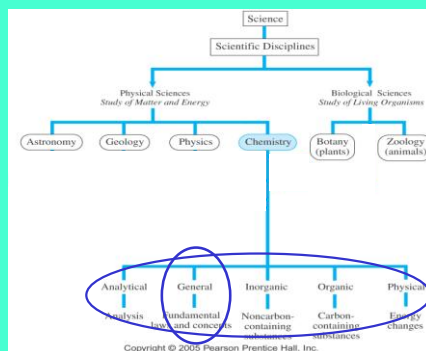 Science
Scientific Disciplines
Physical Sciences
Study of Matter and Energy
Biological Sciences
Study of Living Organisms
Astronomy
Geology
Physics
Chemistry
Botany
(plants)
Zoology
(animals)
Analytical
General
Inorganic
Organic
Physical
Analysis
Fundamental
laws and concepts
Noncarbon-
containing
substances
Carbon-
containing
substances
Energy
changes
Copyright © 2005 Pearson Prentice Hall, Inc.